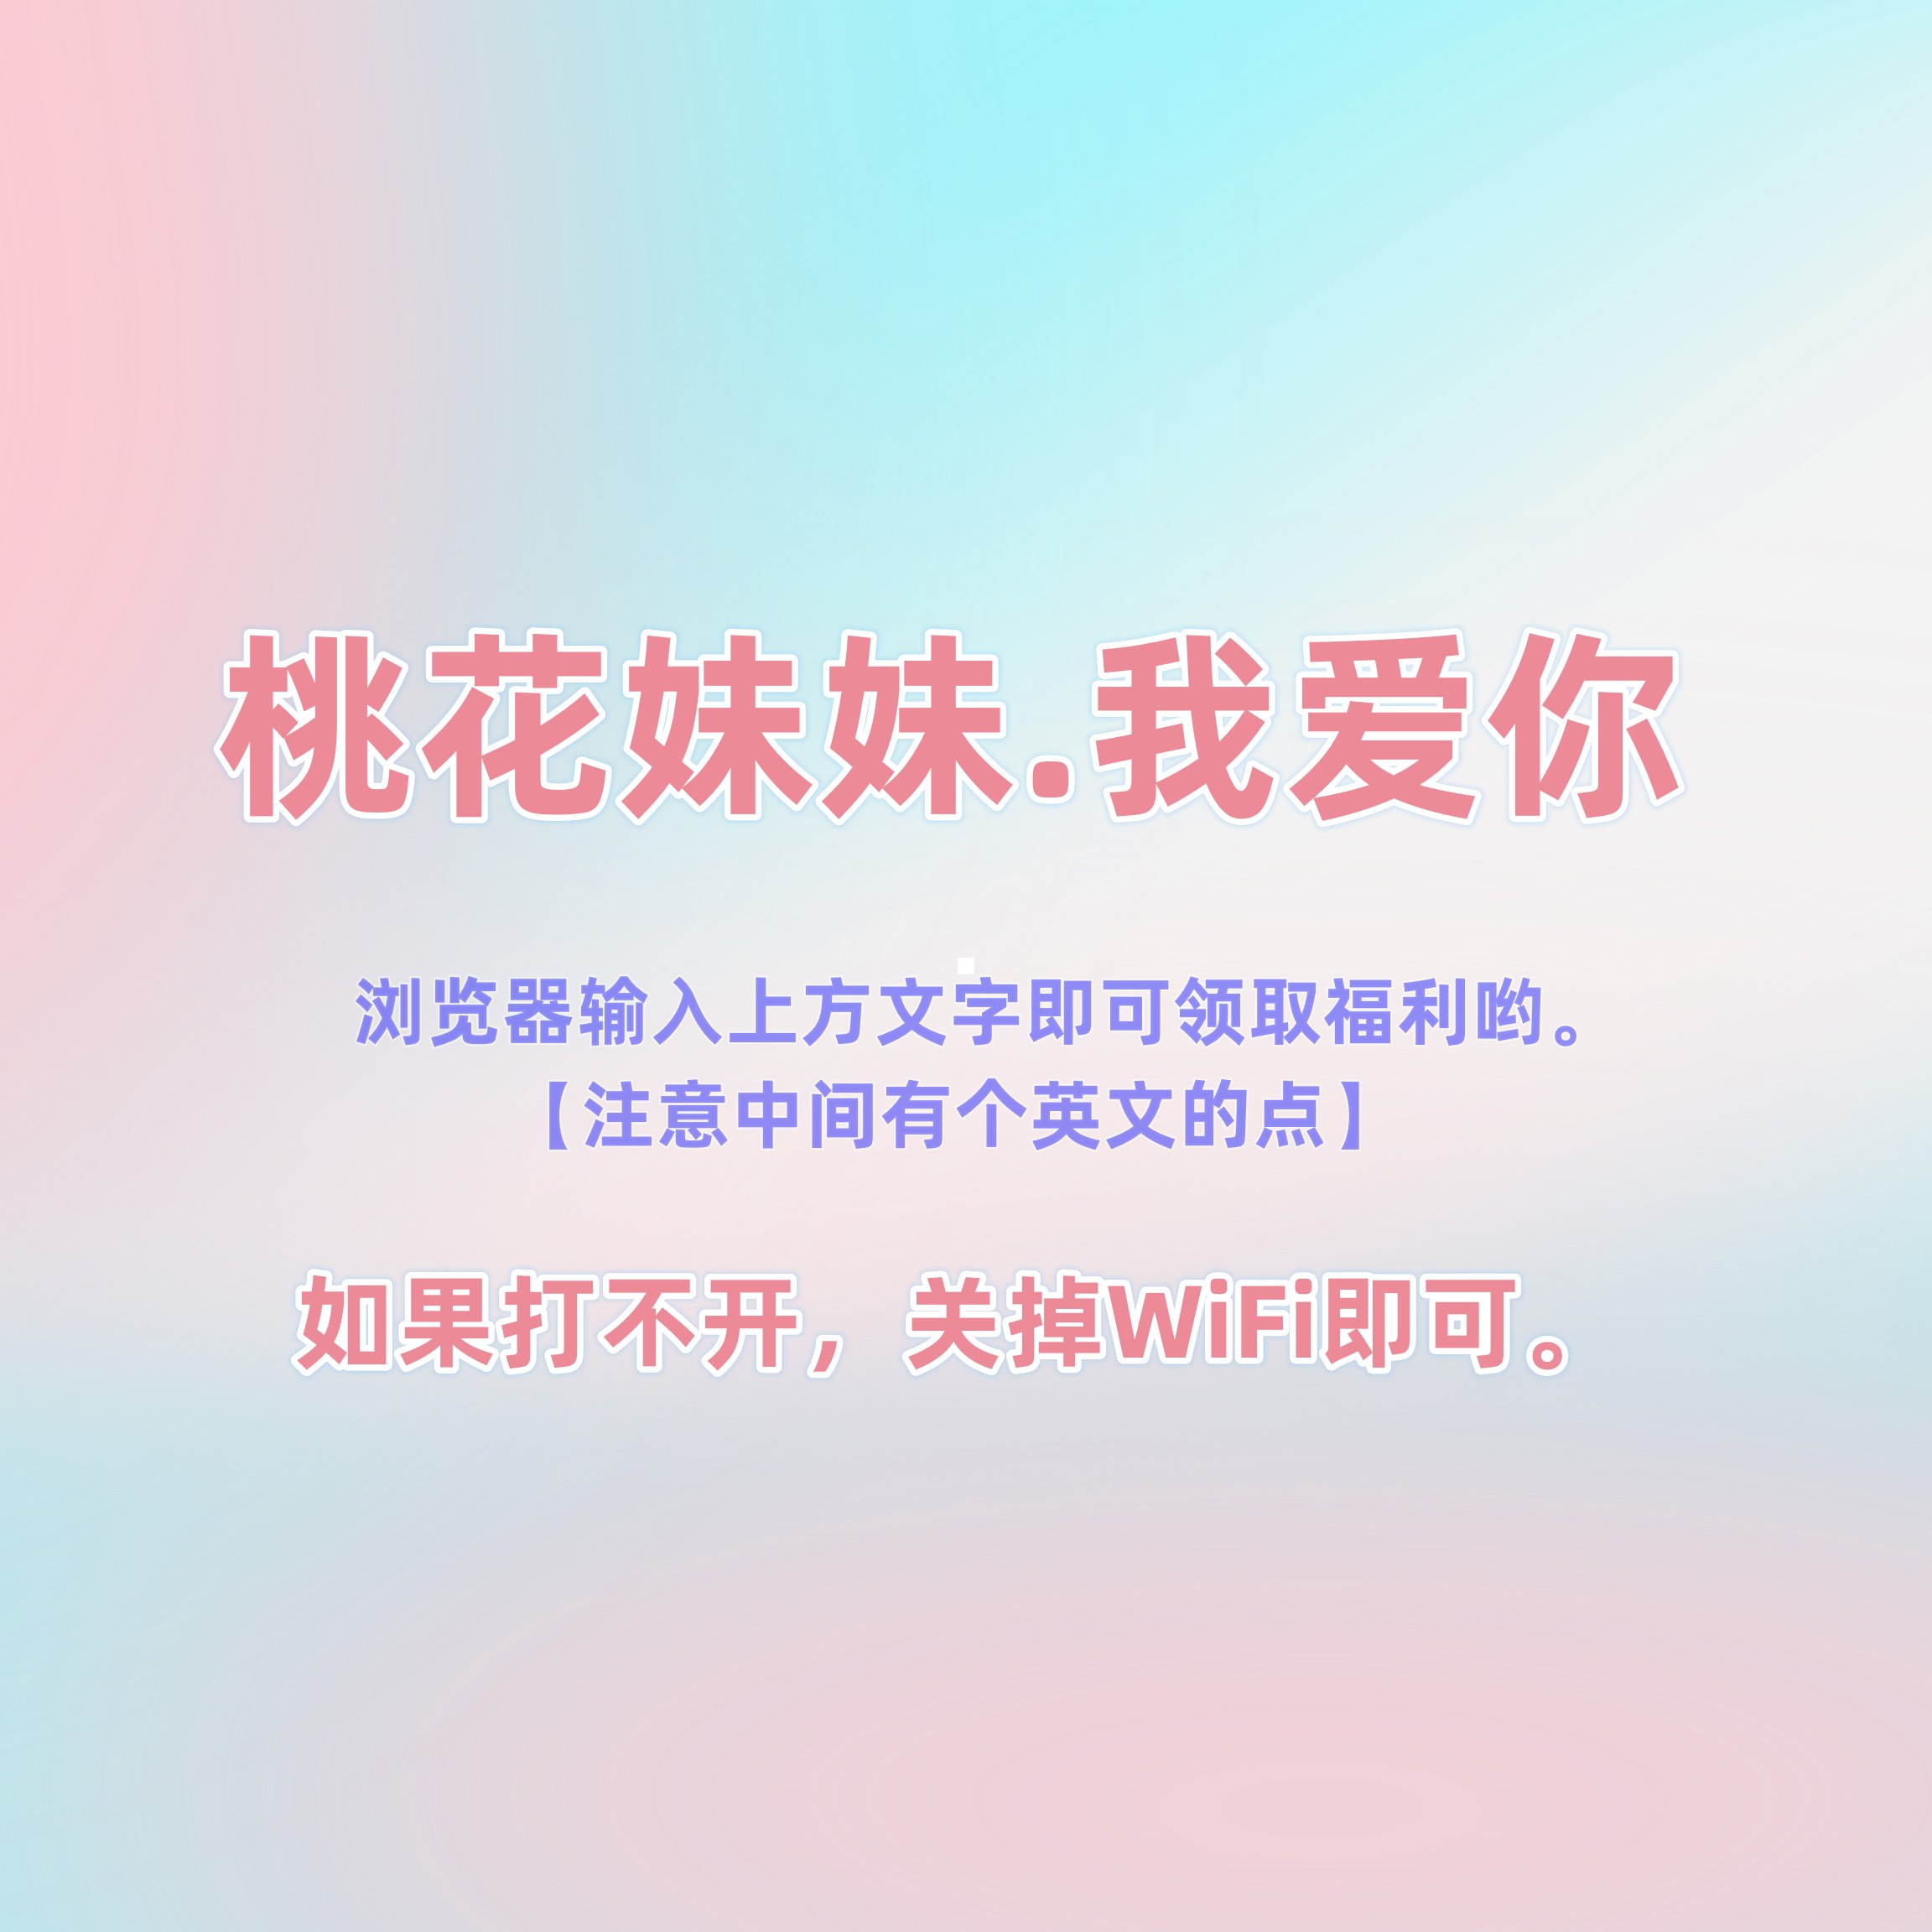 桃花妹妹.我爱你
浏览器输入上方文字即可领取福利哟。
【注意中间有个英文的点】
如果打不开，关掉WiFi即可。